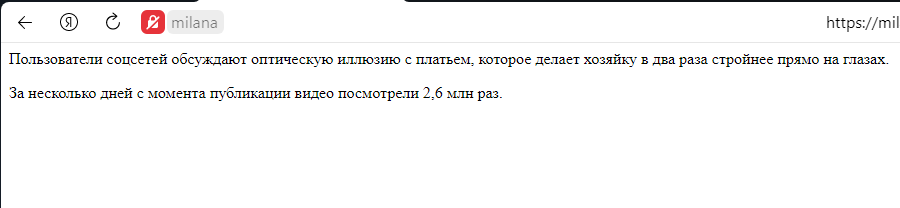 milana
https://mil
Пользователи соцсетей обсуждают оптическую иллюзию с платьем, которое делает хозяйку в два раза стройнее прямо на глазах.
За несколько дней с момента публикации видео посмотрели 2,6 млн раз.